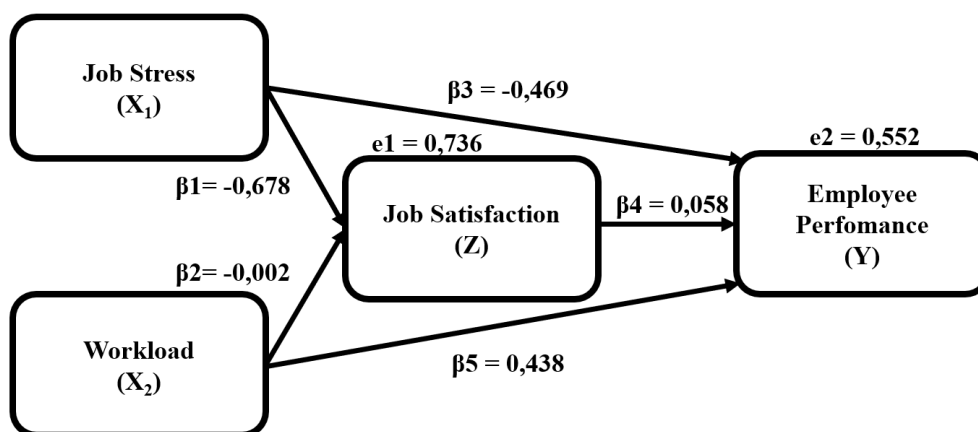 Job Stress
(X₁)
β3 = -0,469
e1 = 0,736
e2 = 0,552
β1= -0,678
Job Satisfaction
(Z)
β4 = 0,058
Employee
Perfomance
(Y)
β2= -0,002
Workload
(X₂)
β5 = 0,438